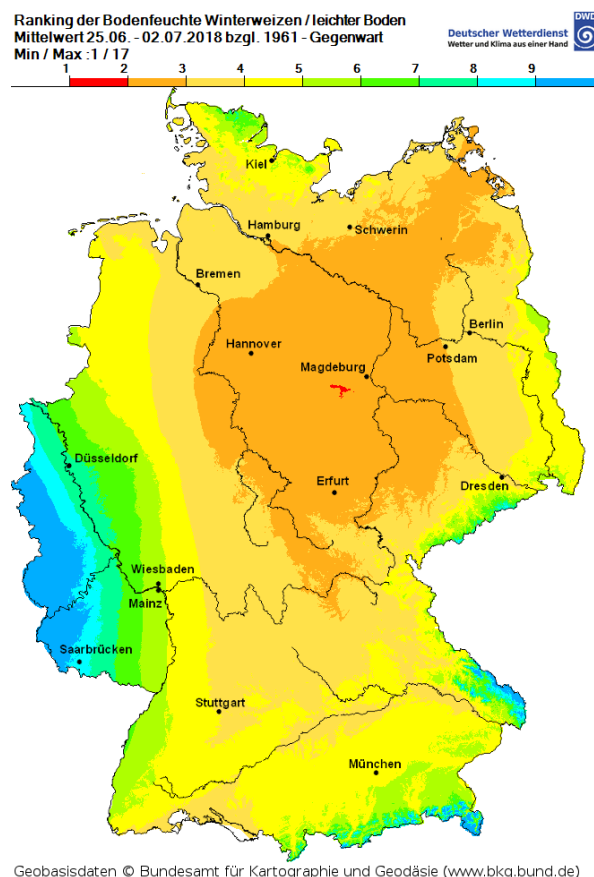 Ranking der Bodenfeuchte Winterweizen / leichter Boden
Mittelwert 25.06. - 02.07.2018 bzgl. 1961 - Gegenwart
Min / Max :1 / 17
Deutscher Wetterdienst
Wetter und Klima aus einer Hand
DWD
1 2 3 4 5 6 7 8 9
Kiel
Hamburg
Schwerin
Bremen
Berlin
Hannover
Potsdam
Magdeburg
Düsseldorf
Erfurt
Dresden
Wiesbaden
Mainz
Saarbrücken
Stuttgart
München
Geobasisdaten © Bundesamt für Kartographie und Geodäsie (www.bkg.bund.de)